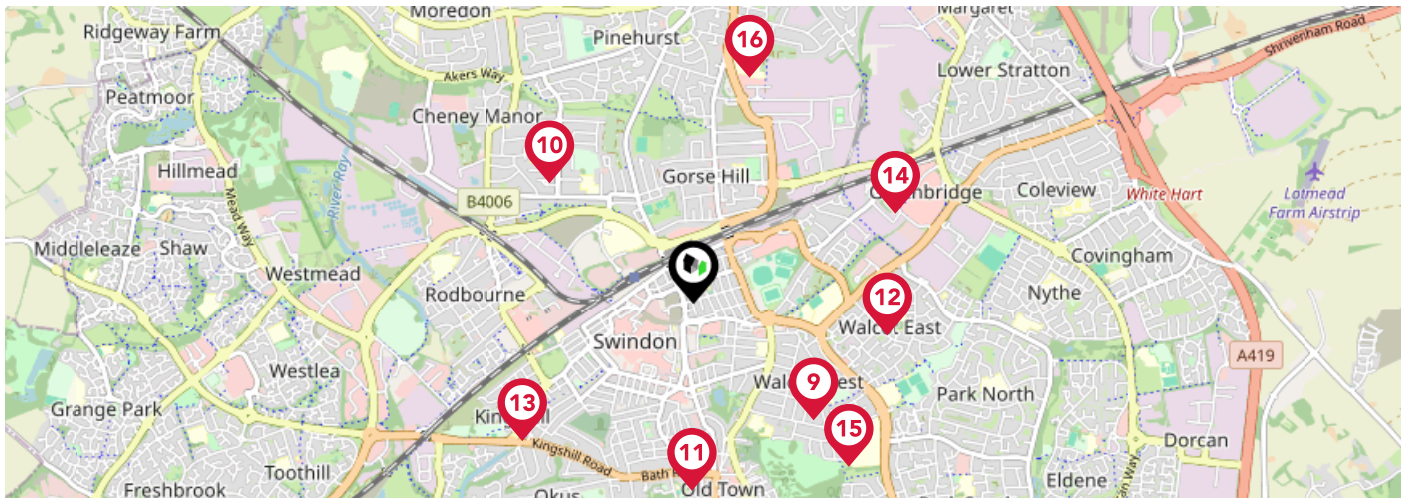 Moredon
Margaret
Ridgeway Farm
Pinehurst
16
Shrivenham Road
Akers Way
Lower Stratton
Peatmoor
Cheney Manor
10
Hillmead
River Ray
Gorse Hill
14
Coleview
White Hart
Lotmead
Farm Airstrip
B4006
Mead Way
Middleleaze
Shaw
Covingham
Westmead
Rodbourne
12
Nythe
Walcot East
Swindon
A419
Westlea
9
Park North
Grange Park
13
15
Kingshill Road
11
Dorcan
Toothill
Bath
Old Town
Eldene
Freshbrook
Okus